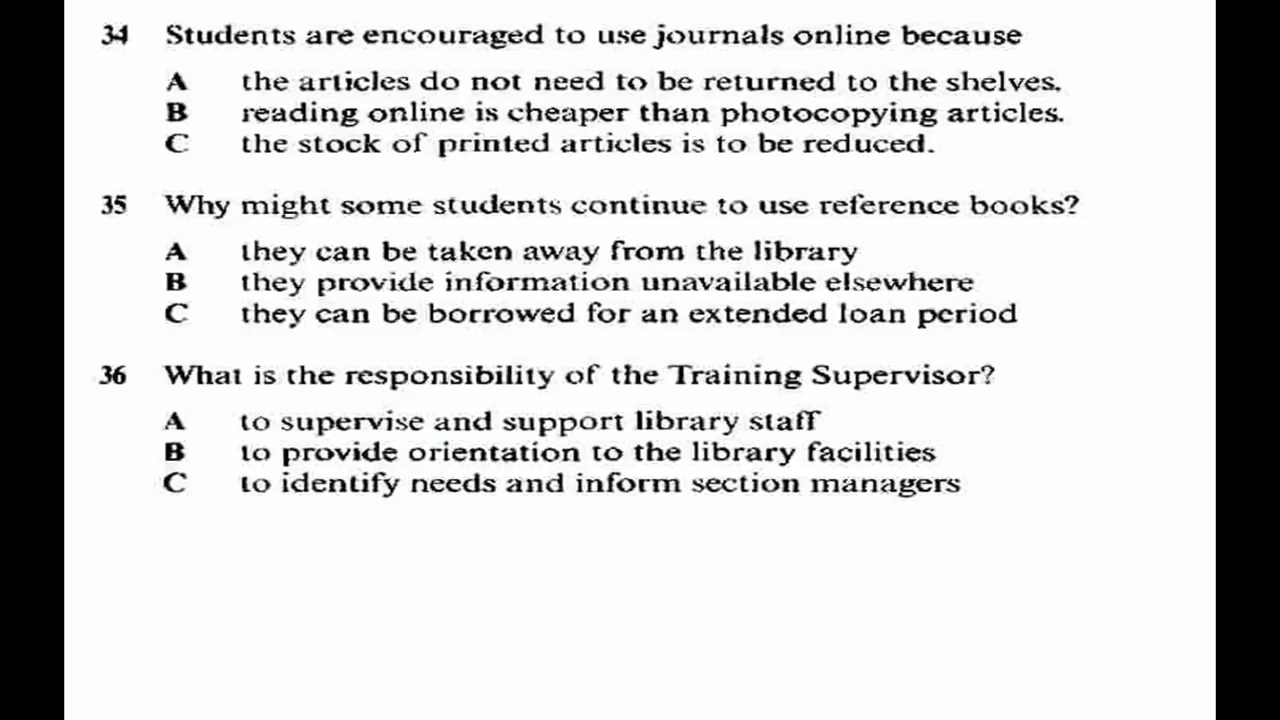 34 Students are encouraged to use journals online because
A the articles do not need to be returned to the shelves.
B reading online is cheaper than photocopying articles.
C the stock of printed articles is to be reduced.
35 Why might some students continue to use reference books?
A they can be taken away from the library
B they provide information unavailable elsewhere
C they can be borrowed for an extended loan period
36 What is the responsibility of the Training Supervisor?
A to supervise and support library staff
B to provide orientation to the library facilities
C to identify needs and inform section managers